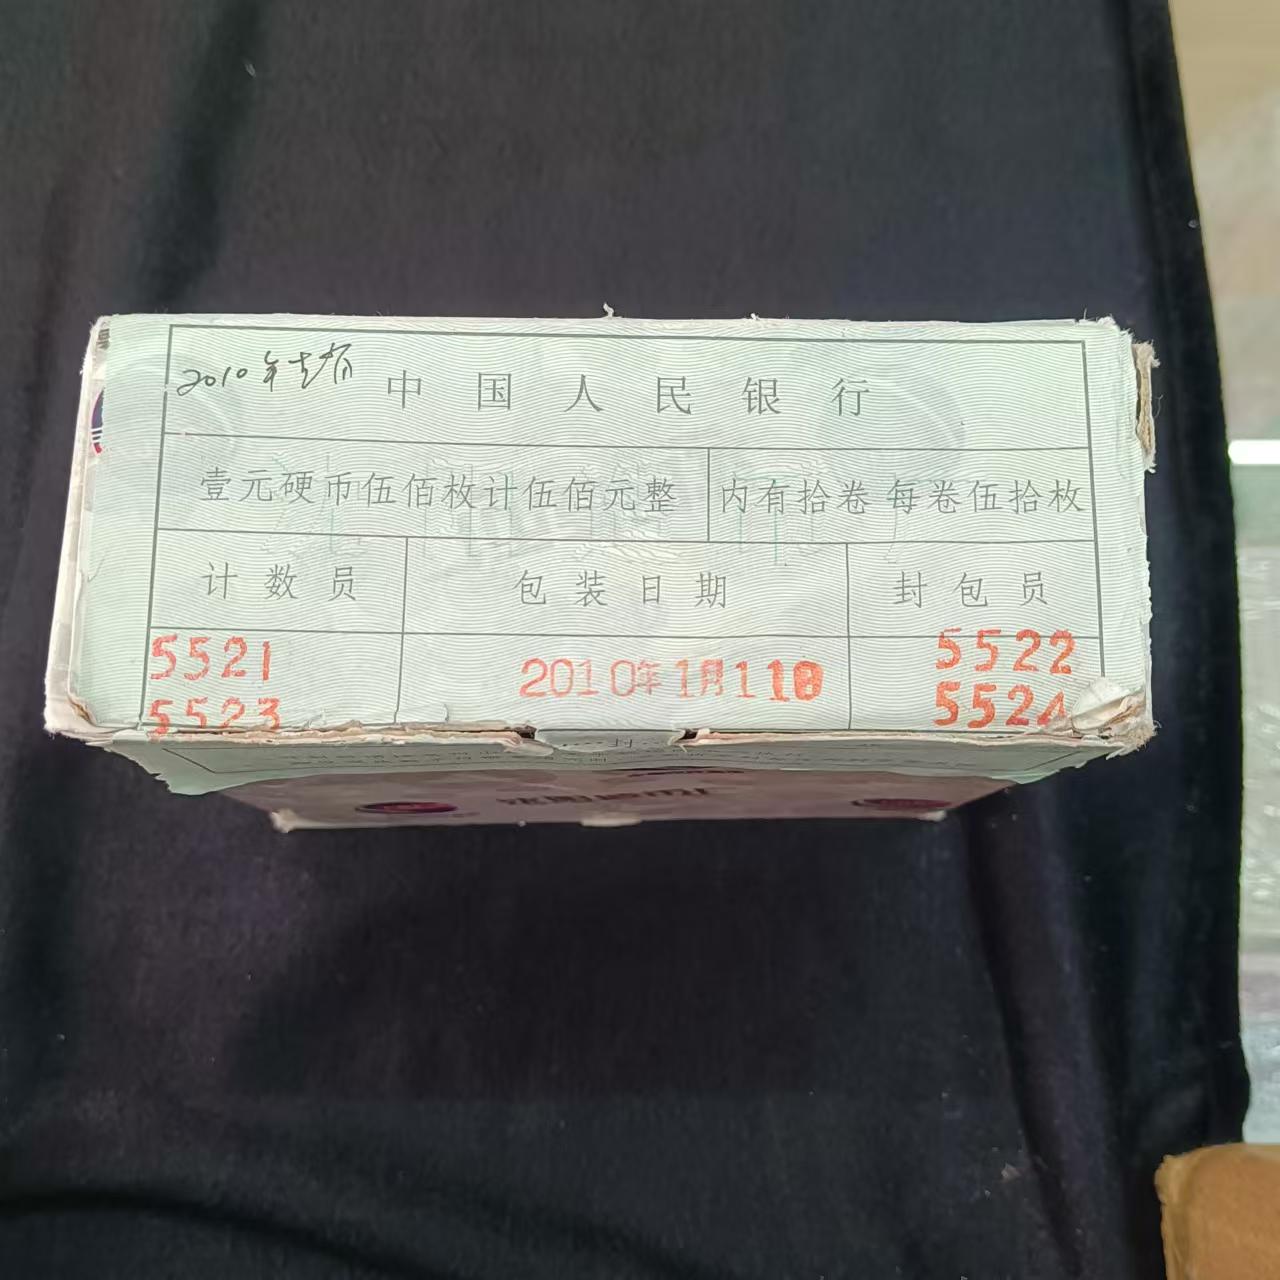 2010年
中国人民银行
壹元硬币伍佰枚计伍佰元整 内有拾卷 每卷伍拾枚
计数员 包装日期 封包员
5521 2010年1月11日 5522
5523 5524